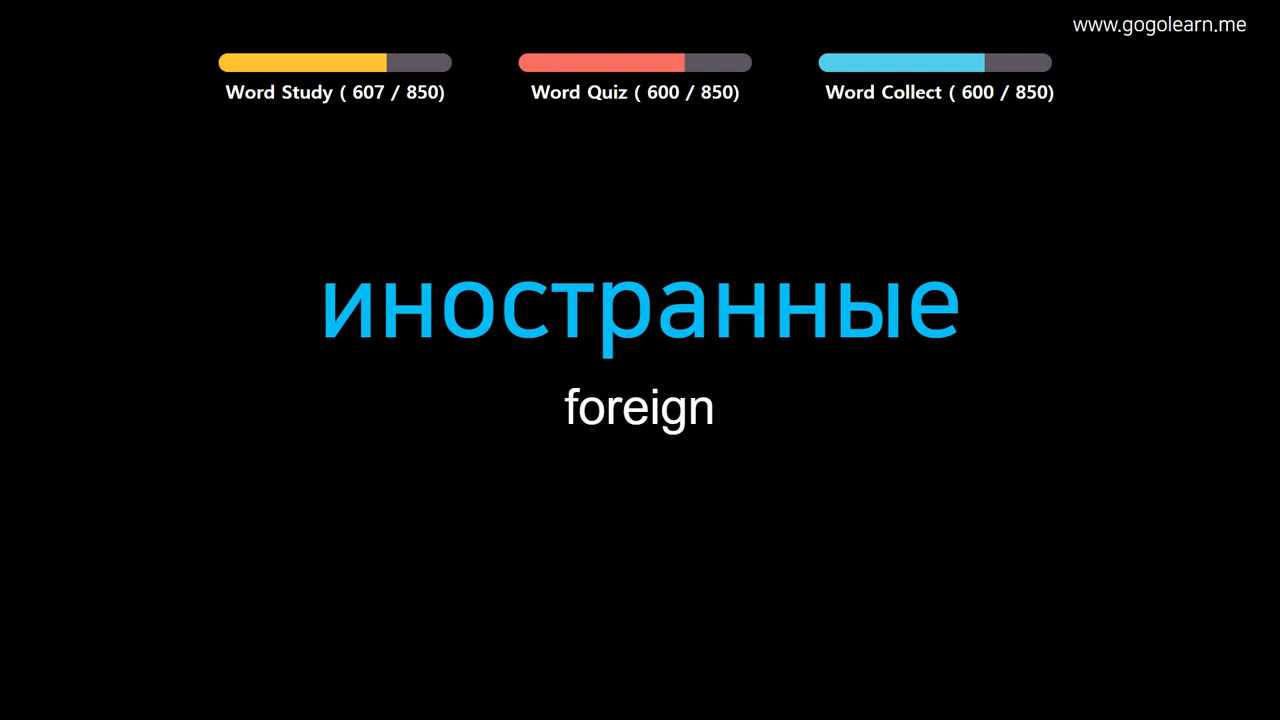 www.gogolearn.me
Word Study ( 607 / 850)
Word Quiz ( 600 / 850)
Word Collect ( 600 / 850)
иностранные
foreign